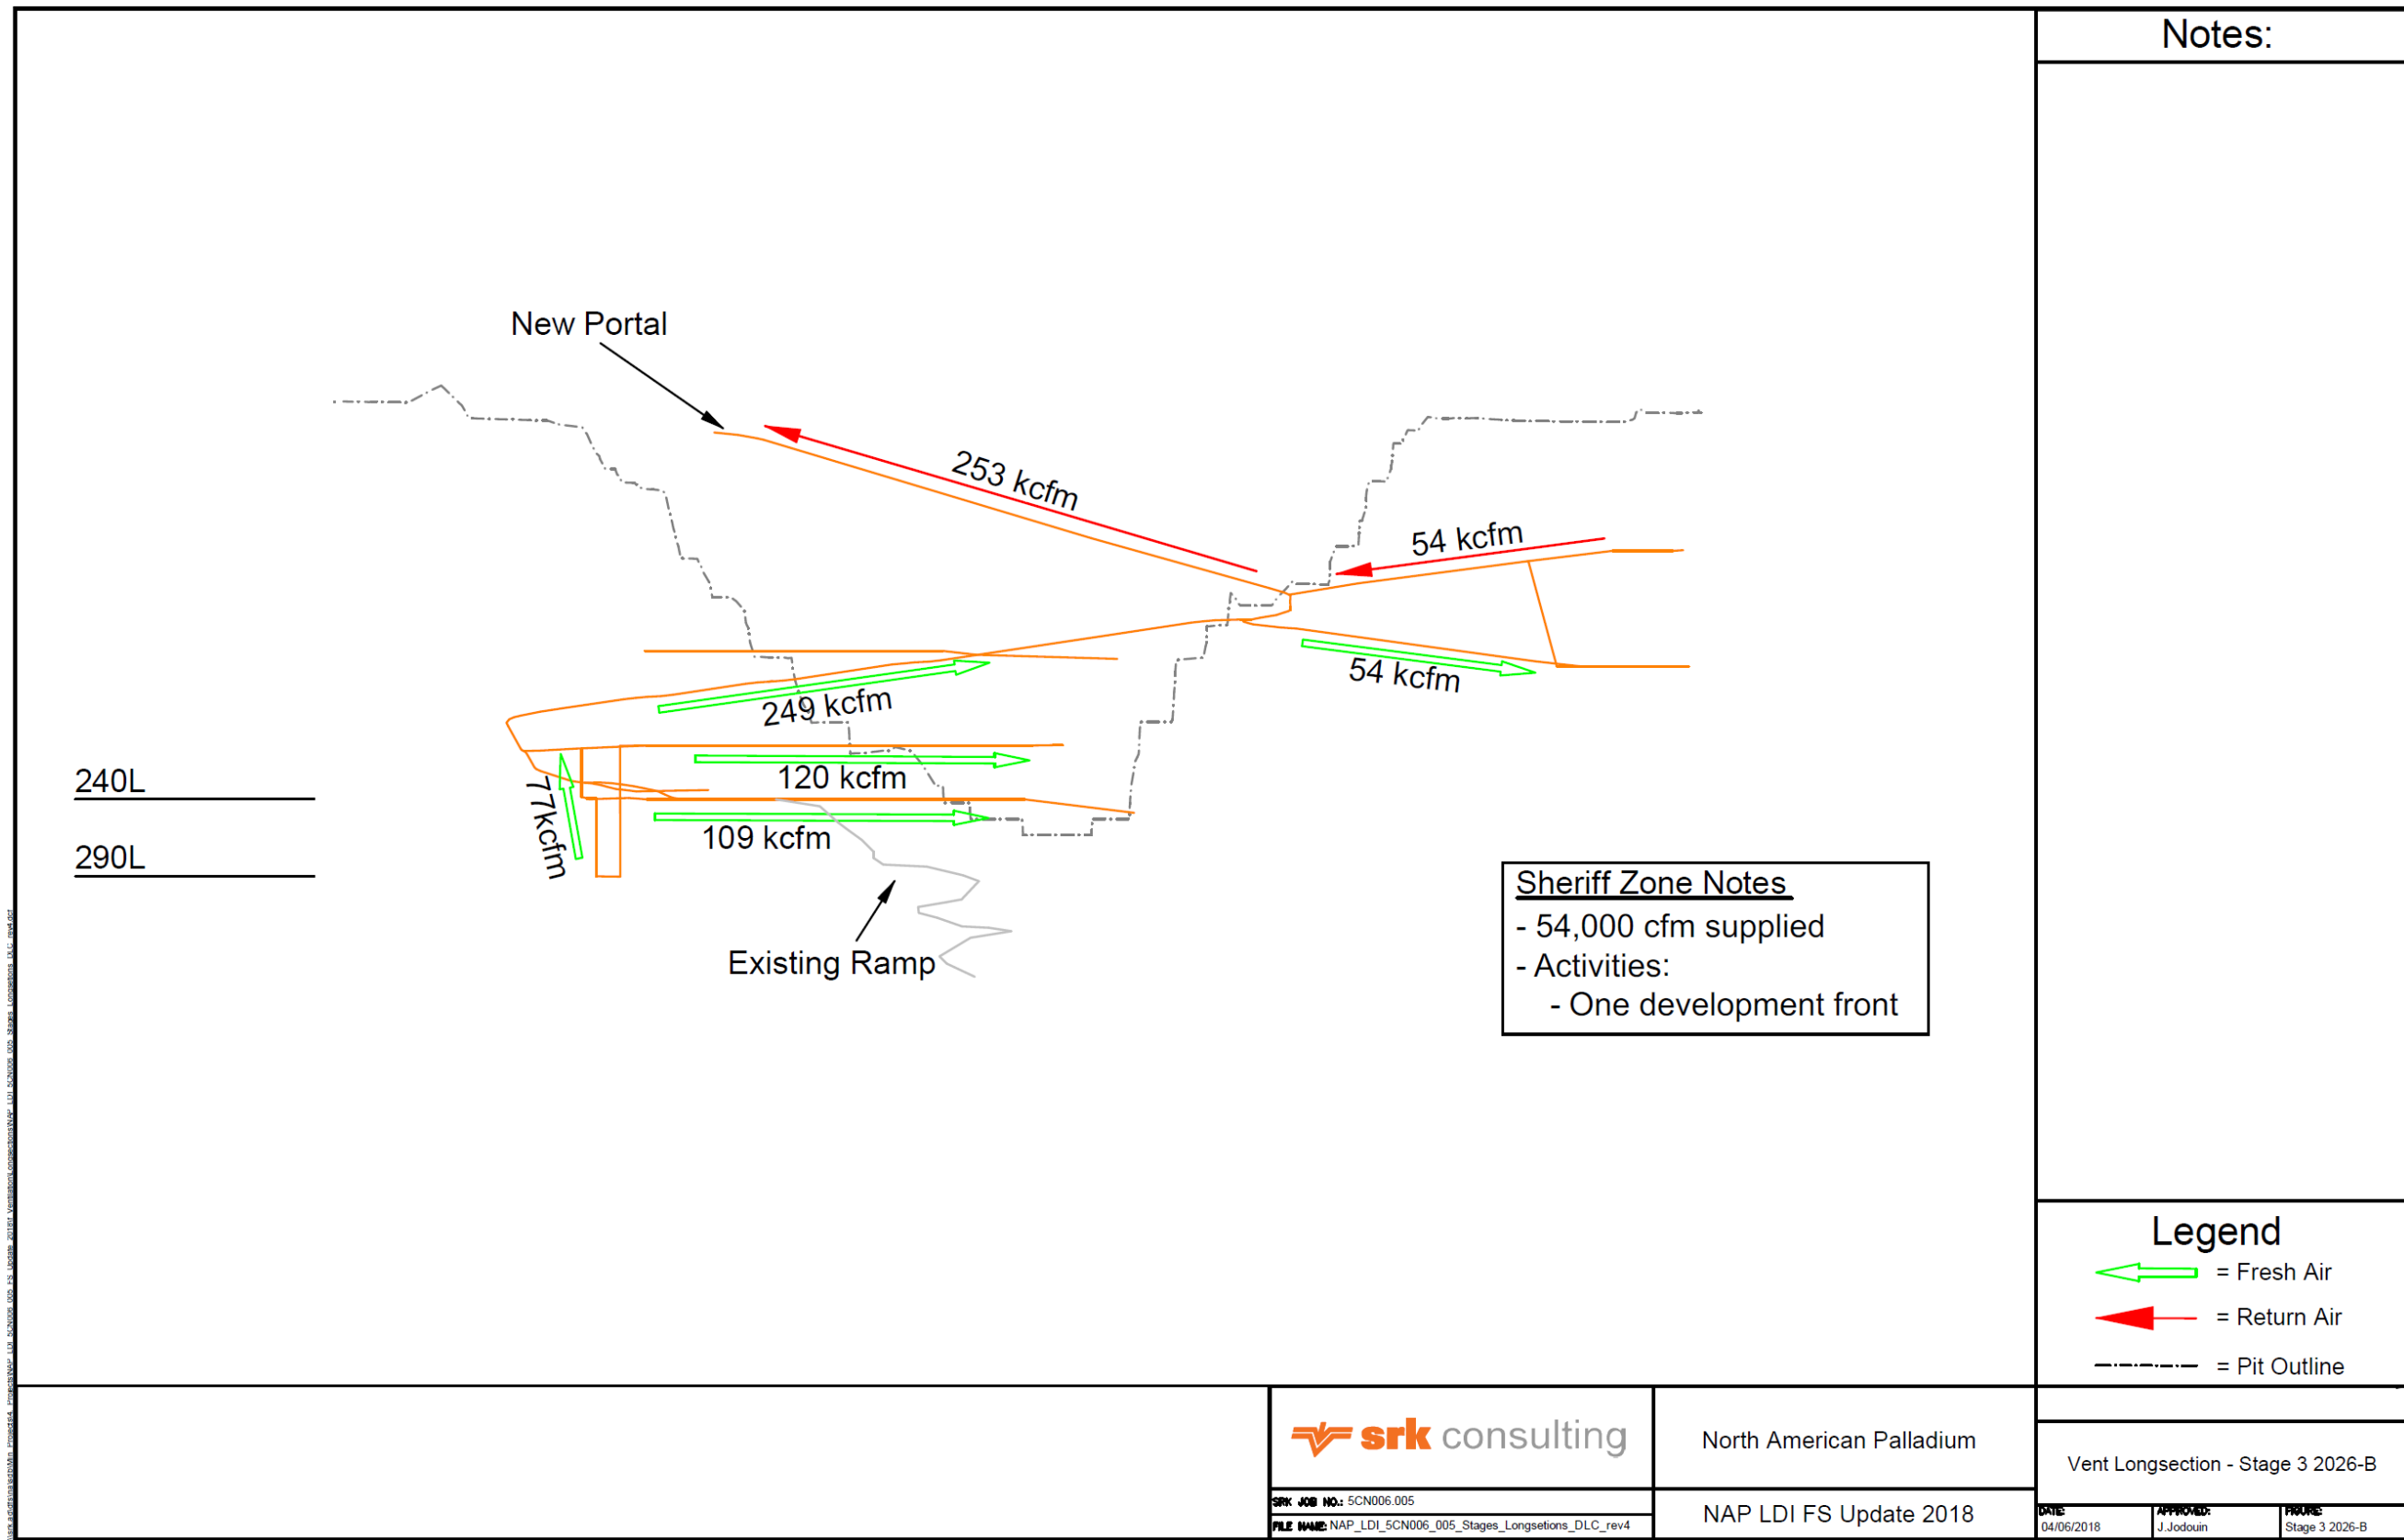 Notes:
New Portal
253 kcfm
54 kcfm
54 kcfm
249 kcfm
120 kcfm
77kcfm
109 kcfm
240L
290L
Existing Ramp
Sheriff Zone Notes
- 54,000 cfm supplied
- Activities:
- One development front
Legend
= Fresh Air
= Return Air
= Pit Outline
srk consulting
North American Palladium
Vent Longsection - Stage 3 2026-B
SRK JOB NO.: 5CN006.005
FILE NAME: NAP_LDI_5CN006_005_Stages_Longsetions_DLC_rev4
NAP LDI FS Update 2018
DATE:
04/06/2018
APPROVED:
J.Jodouin
FIGURE:
Stage 3 2026-B